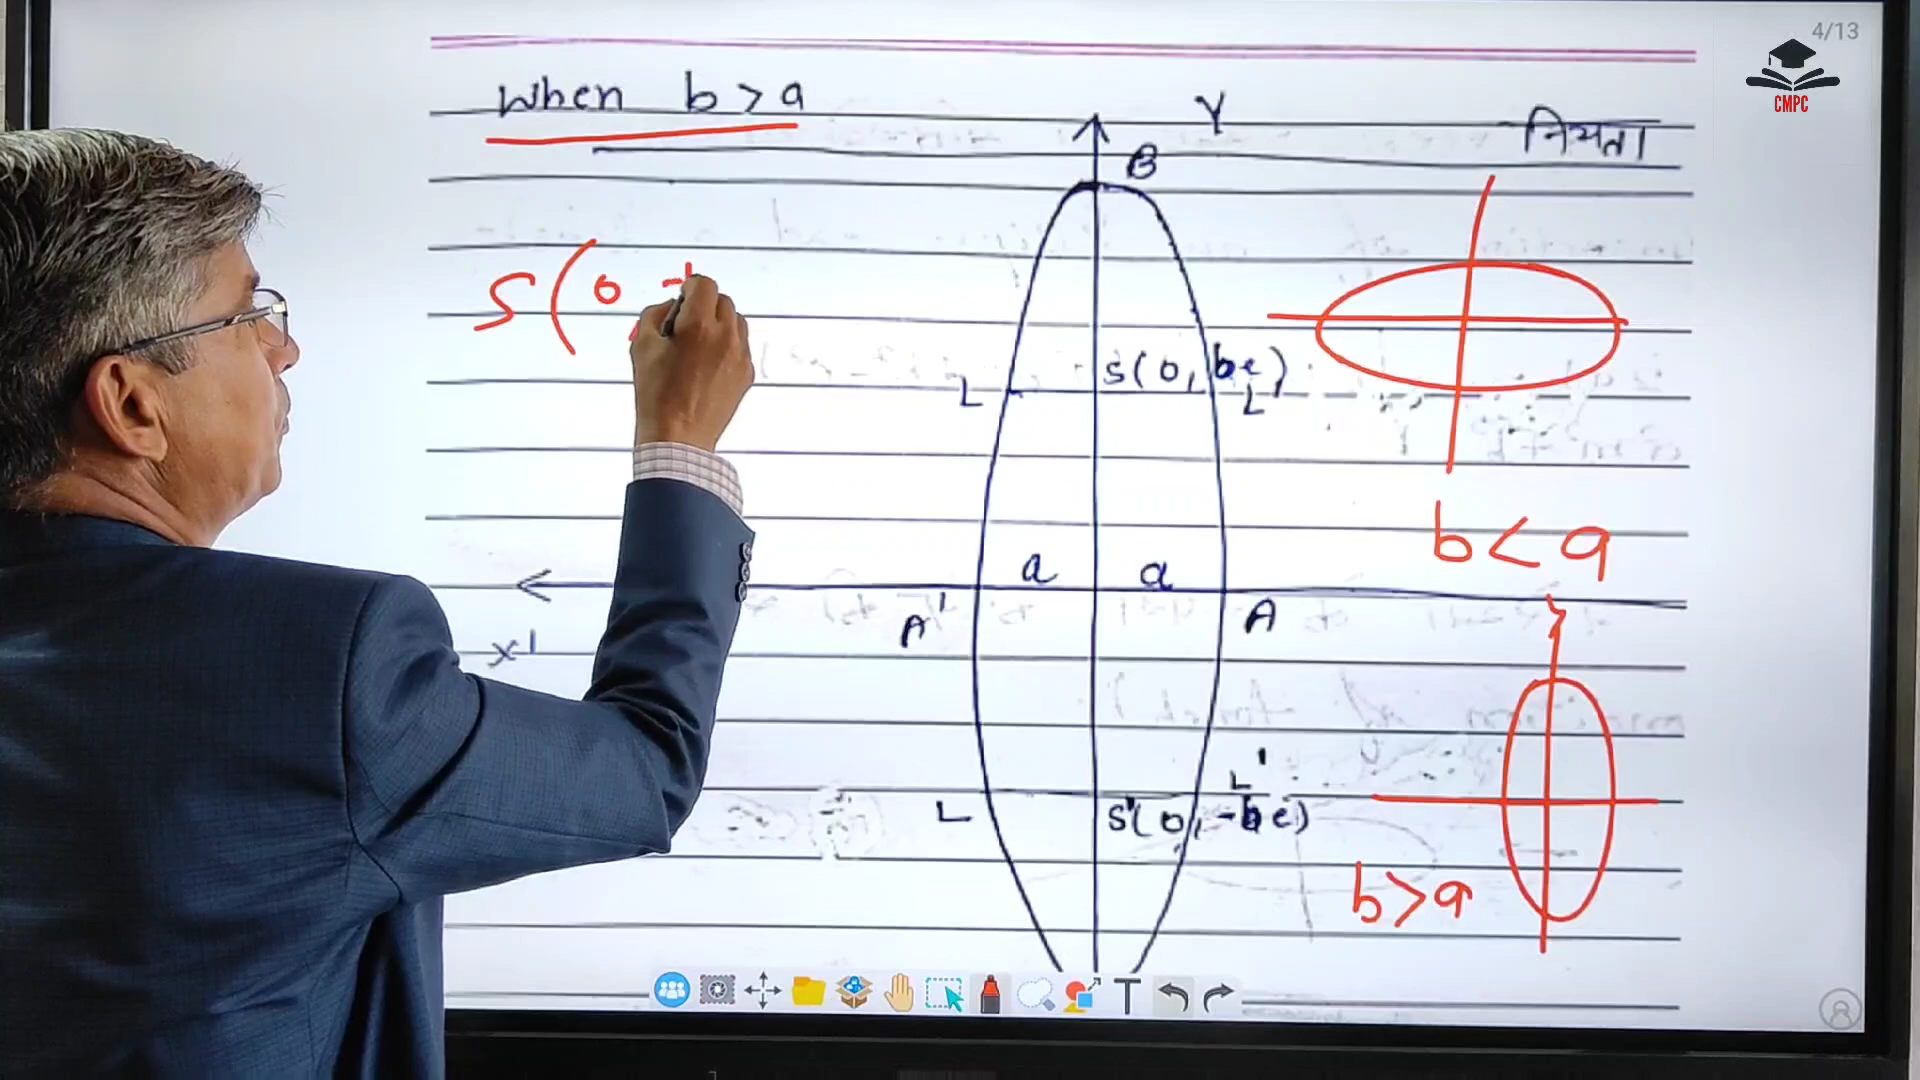 4/13
CMPC
When b > a
Y
नियता
B
S(0,
S(0, be)
L
L
b < a
a
a
A'
A
x'
L'
L
S'(0, -be)
b > a
T